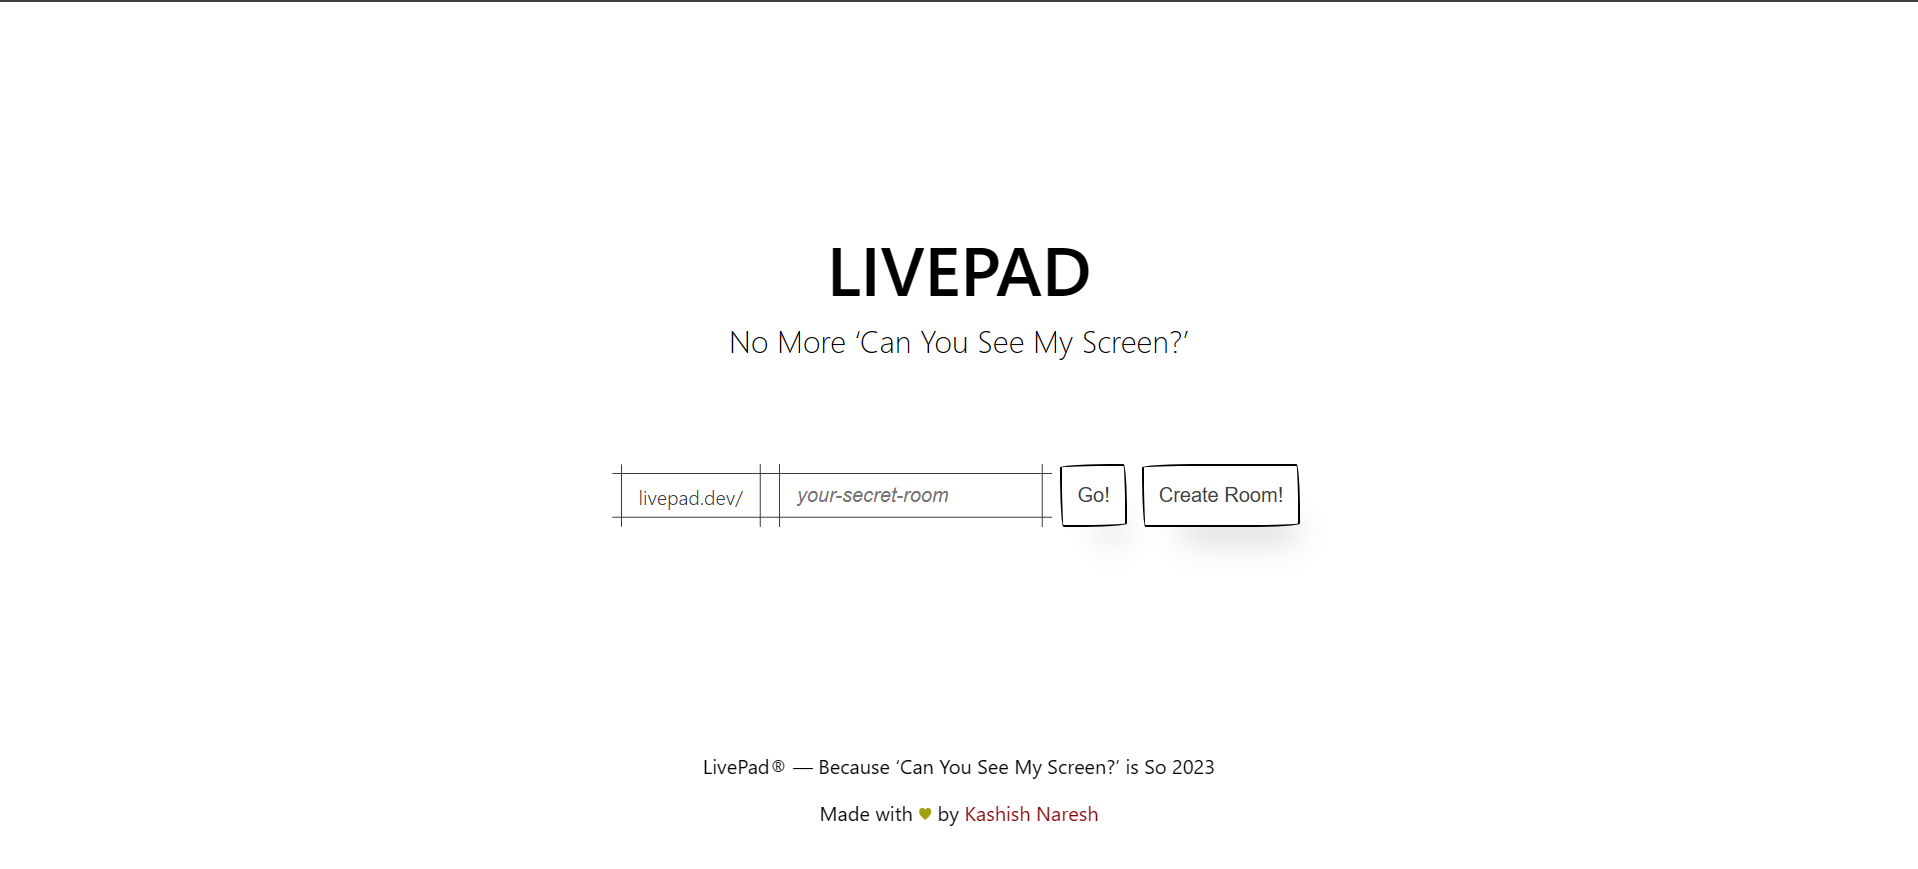 LIVEPAD
No More ‘Can You See My Screen?’
livepad.dev/ your-secret-room Go! Create Room!
LivePad® — Because ‘Can You See My Screen?’ is So 2023
Made with ♥ by Kashish Naresh